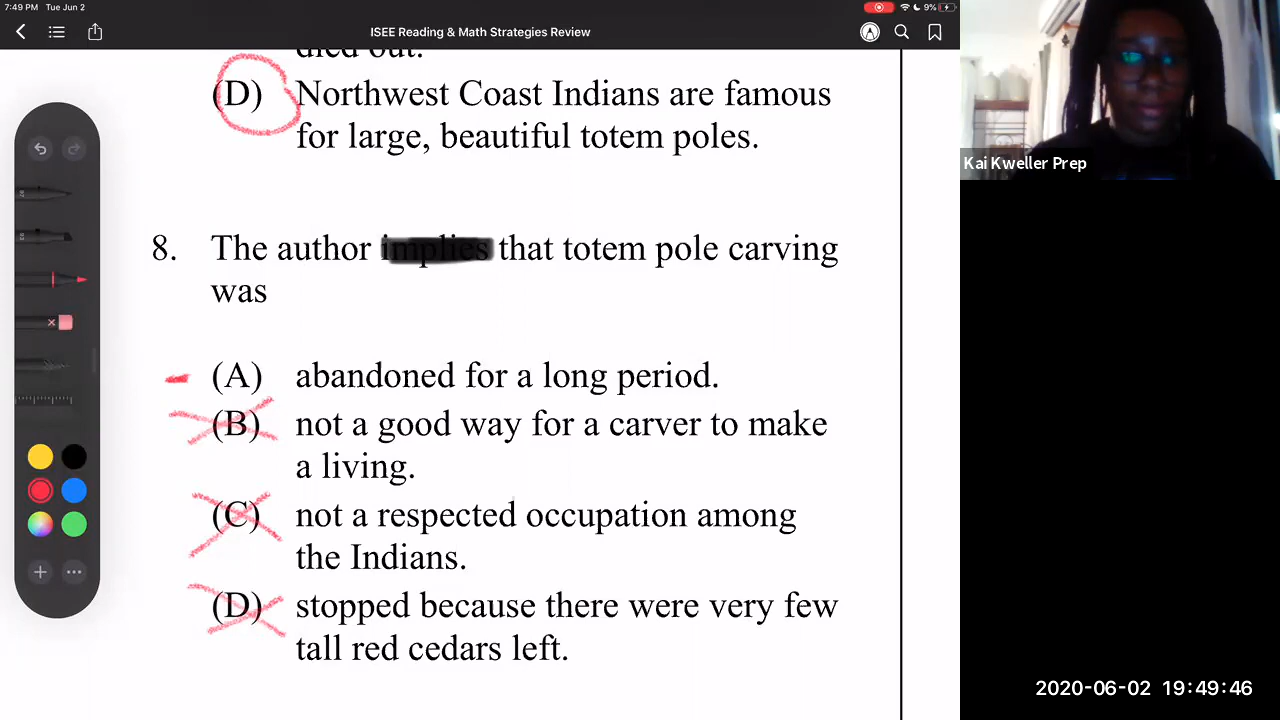 7:49 PM Tue Jun 2
9%
ISEE Reading & Math Strategies Review
died out.
(D) Northwest Coast Indians are famous
for large, beautiful totem poles.
Kai Kweller Prep
8. The author implies that totem pole carving
was
(A) abandoned for a long period.
(B) not a good way for a carver to make
a living.
(C) not a respected occupation among
the Indians.
(D) stopped because there were very few
tall red cedars left.
2020-06-02 19:49:46